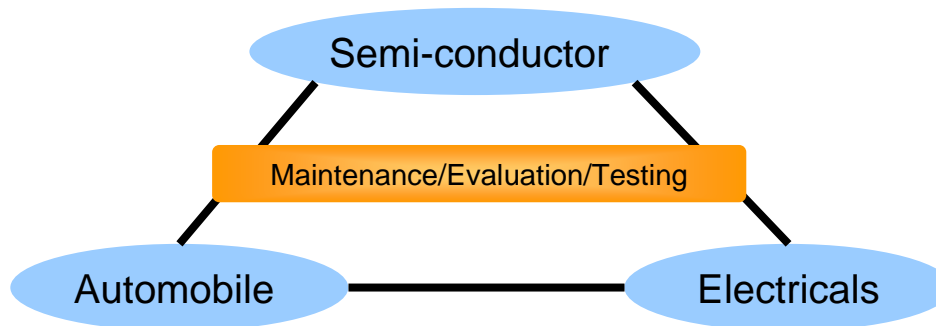 Semi-conductor
Maintenance/Evaluation/Testing
Automobile
Electricals